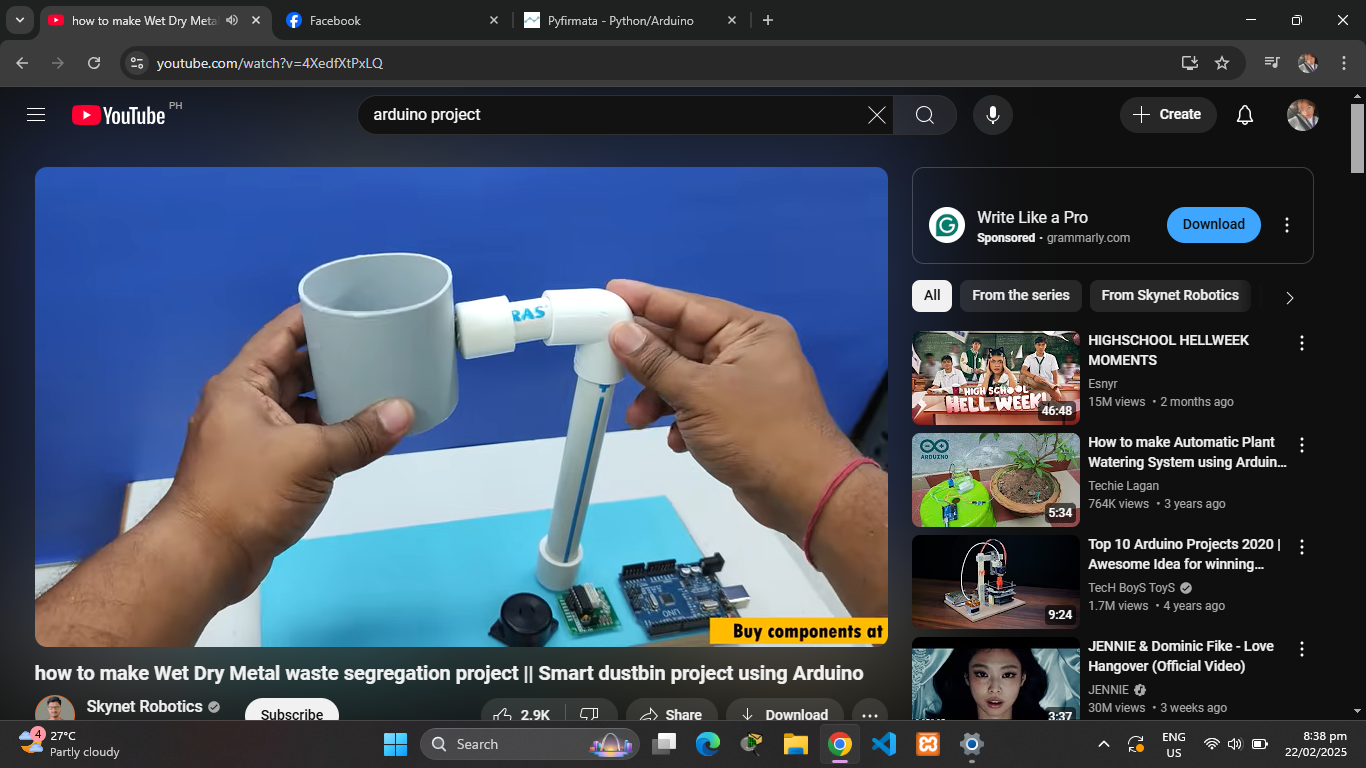 how to make Wet Dry Meta
Facebook
Pyfirmata - Python/Arduino
youtube.com/watch?v=4XedfXtPxLQ
YouTube PH
arduino project
Create
RAS
UNO
Buy components at
how to make Wet Dry Metal waste segregation project || Smart dustbin project using Arduino
Skynet Robotics
Subscribe
2.9K
Share
Download
Write Like a Pro
Sponsored · grammarly.com
Download
All
From the series
From Skynet Robotics
HIGH SCHOOL
HELL WEEK!
46:48
HIGHSCHOOL HELLWEEK
MOMENTS
Esnyr
15M views • 2 months ago
ARDUINO
5:34
How to make Automatic Plant
Watering System using Arduin...
Techie Lagan
764K views • 3 years ago
9:24
Top 10 Arduino Projects 2020 |
Awesome Idea for winning...
TecH BoyS ToyS
1.7M views • 4 years ago
3:37
JENNIE & Dominic Fike - Love
Hangover (Official Video)
JENNIE
30M views • 3 weeks ago
4
27°C
Partly cloudy
Search
ENG
US
8:38 pm
22/02/2025